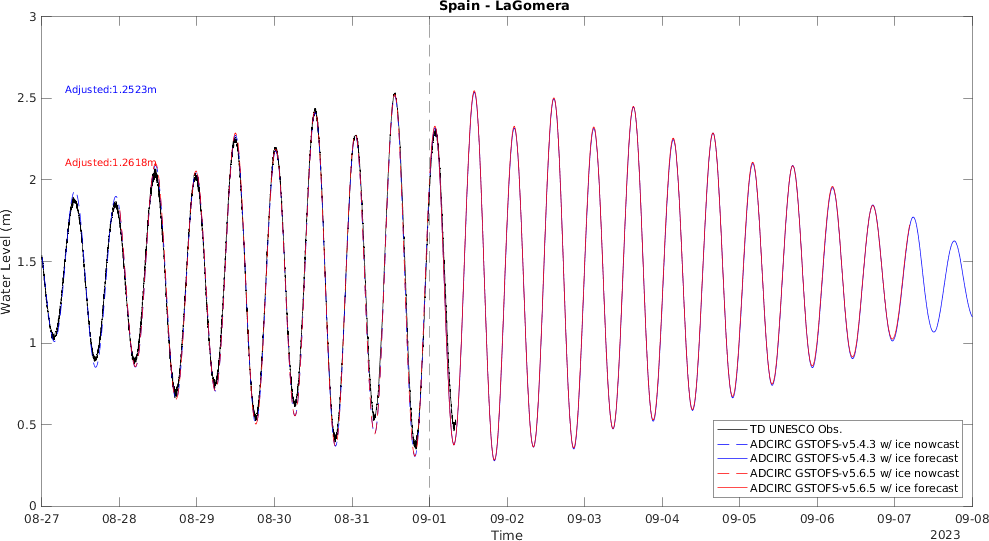 Spain - LaGomera
3
2.5
2
1.5
1
0.5
0
Water Level (m)
Adjusted:1.2523m
Adjusted:1.2618m
TD UNESCO Obs.
ADCIRC GSTOFS-v5.4.3 w/ ice nowcast
ADCIRC GSTOFS-v5.4.3 w/ ice forecast
ADCIRC GSTOFS-v5.6.5 w/ ice nowcast
ADCIRC GSTOFS-v5.6.5 w/ ice forecast
08-27 08-28 08-29 08-30 08-31 09-01 09-02 09-03 09-04 09-05 09-06 09-07 09-08
Time
2023